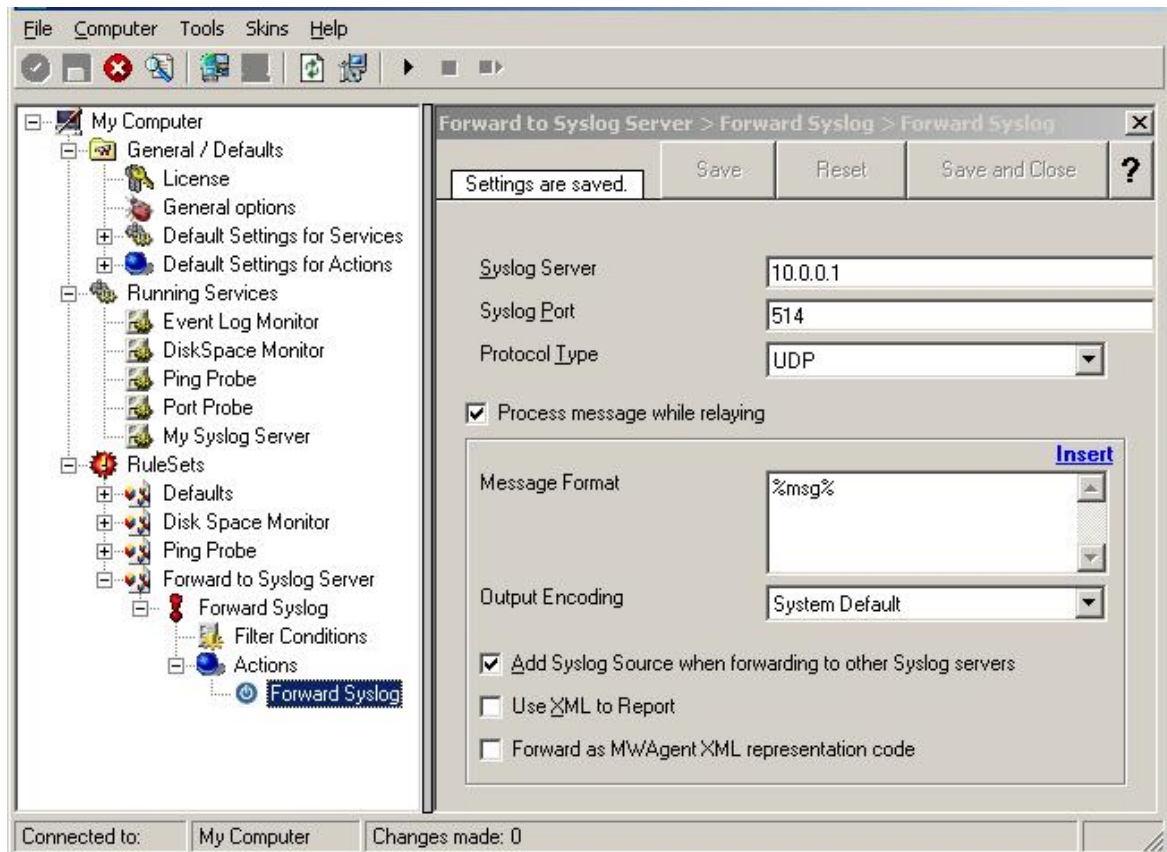 File Computer Tools Skins Help
My Computer
General / Defaults
License
General options
Default Settings for Services
Default Settings for Actions
Running Services
Event Log Monitor
DiskSpace Monitor
Ping Probe
Port Probe
My Syslog Server
RuleSets
Defaults
Disk Space Monitor
Ping Probe
Forward to Syslog Server
Forward Syslog
Filter Conditions
Actions
Forward Syslog
Forward to Syslog Server > Forward Syslog > Forward Syslog
Settings are saved. Save Reset Save and Close ?
Syslog Server 10.0.0.1
Syslog Port 514
Protocol Type UDP
Process message while relaying
Insert
Message Format %msg%
Output Encoding System Default
Add Syslog Source when forwarding to other Syslog servers
Use XML to Report
Forward as MWAgent XML representation code
Connected to: My Computer Changes made: 0